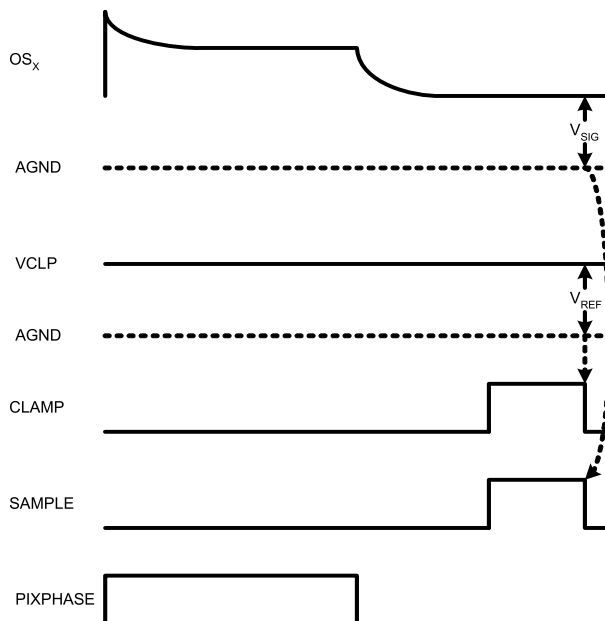 OSX
VSIG
AGND
VCLP
VREF
AGND
CLAMP
SAMPLE
PIXPHASE